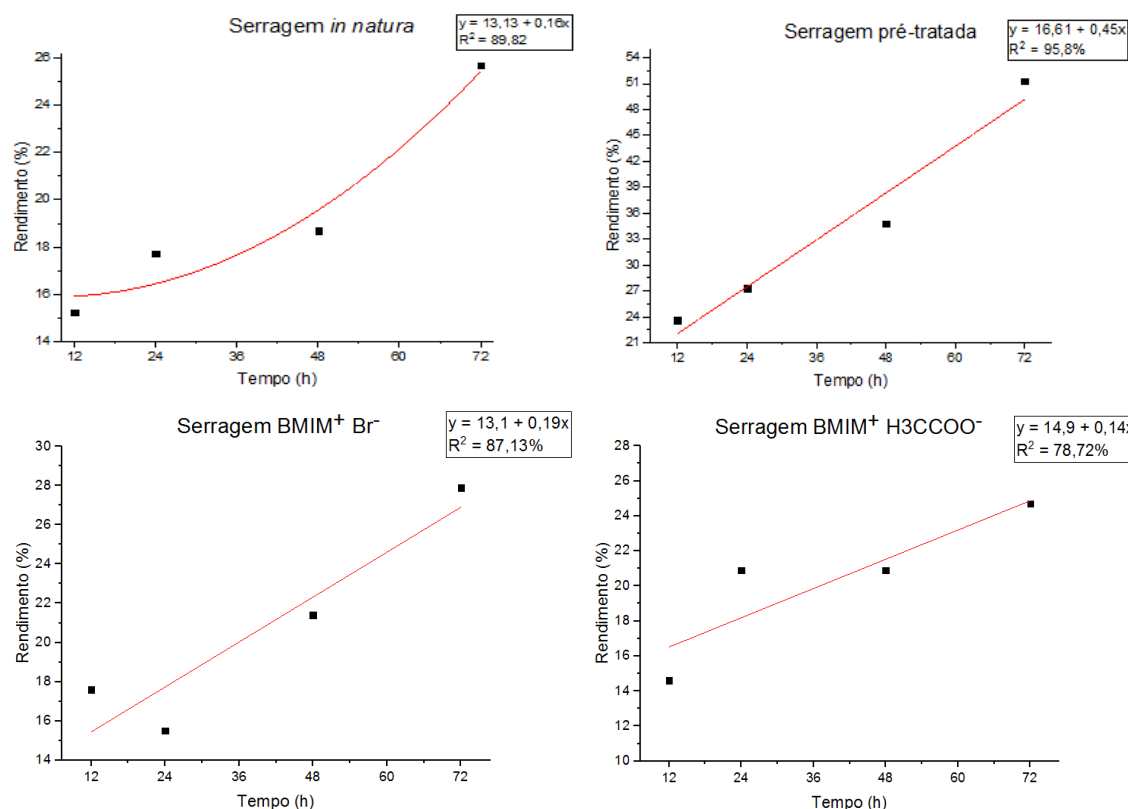 Serragem in natura
y = 13,13 + 0,16x
R² = 89,82
Rendimento (%)
26
24
22
20
18
16
14
12 24 36 48 60 72
Tempo (h)
Serragem pré-tratada
y = 16,61 + 0,45x
R² = 95,8%
Rendimento (%)
54
51
48
45
42
39
36
33
30
27
24
21
12 24 36 48 60 72
Tempo (h)
Serragem BMIM⁺ Br⁻
y = 13,1 + 0,19x
R² = 87,13%
Rendimento (%)
30
28
26
24
22
20
18
16
14
12 24 36 48 60 72
Tempo (h)
Serragem BMIM⁺ H3CCOO⁻
y = 14,9 + 0,14x
R² = 78,72%
Rendimento (%)
28
26
24
22
20
18
16
14
12
10
12 24 36 48 60 72
Tempo (h)